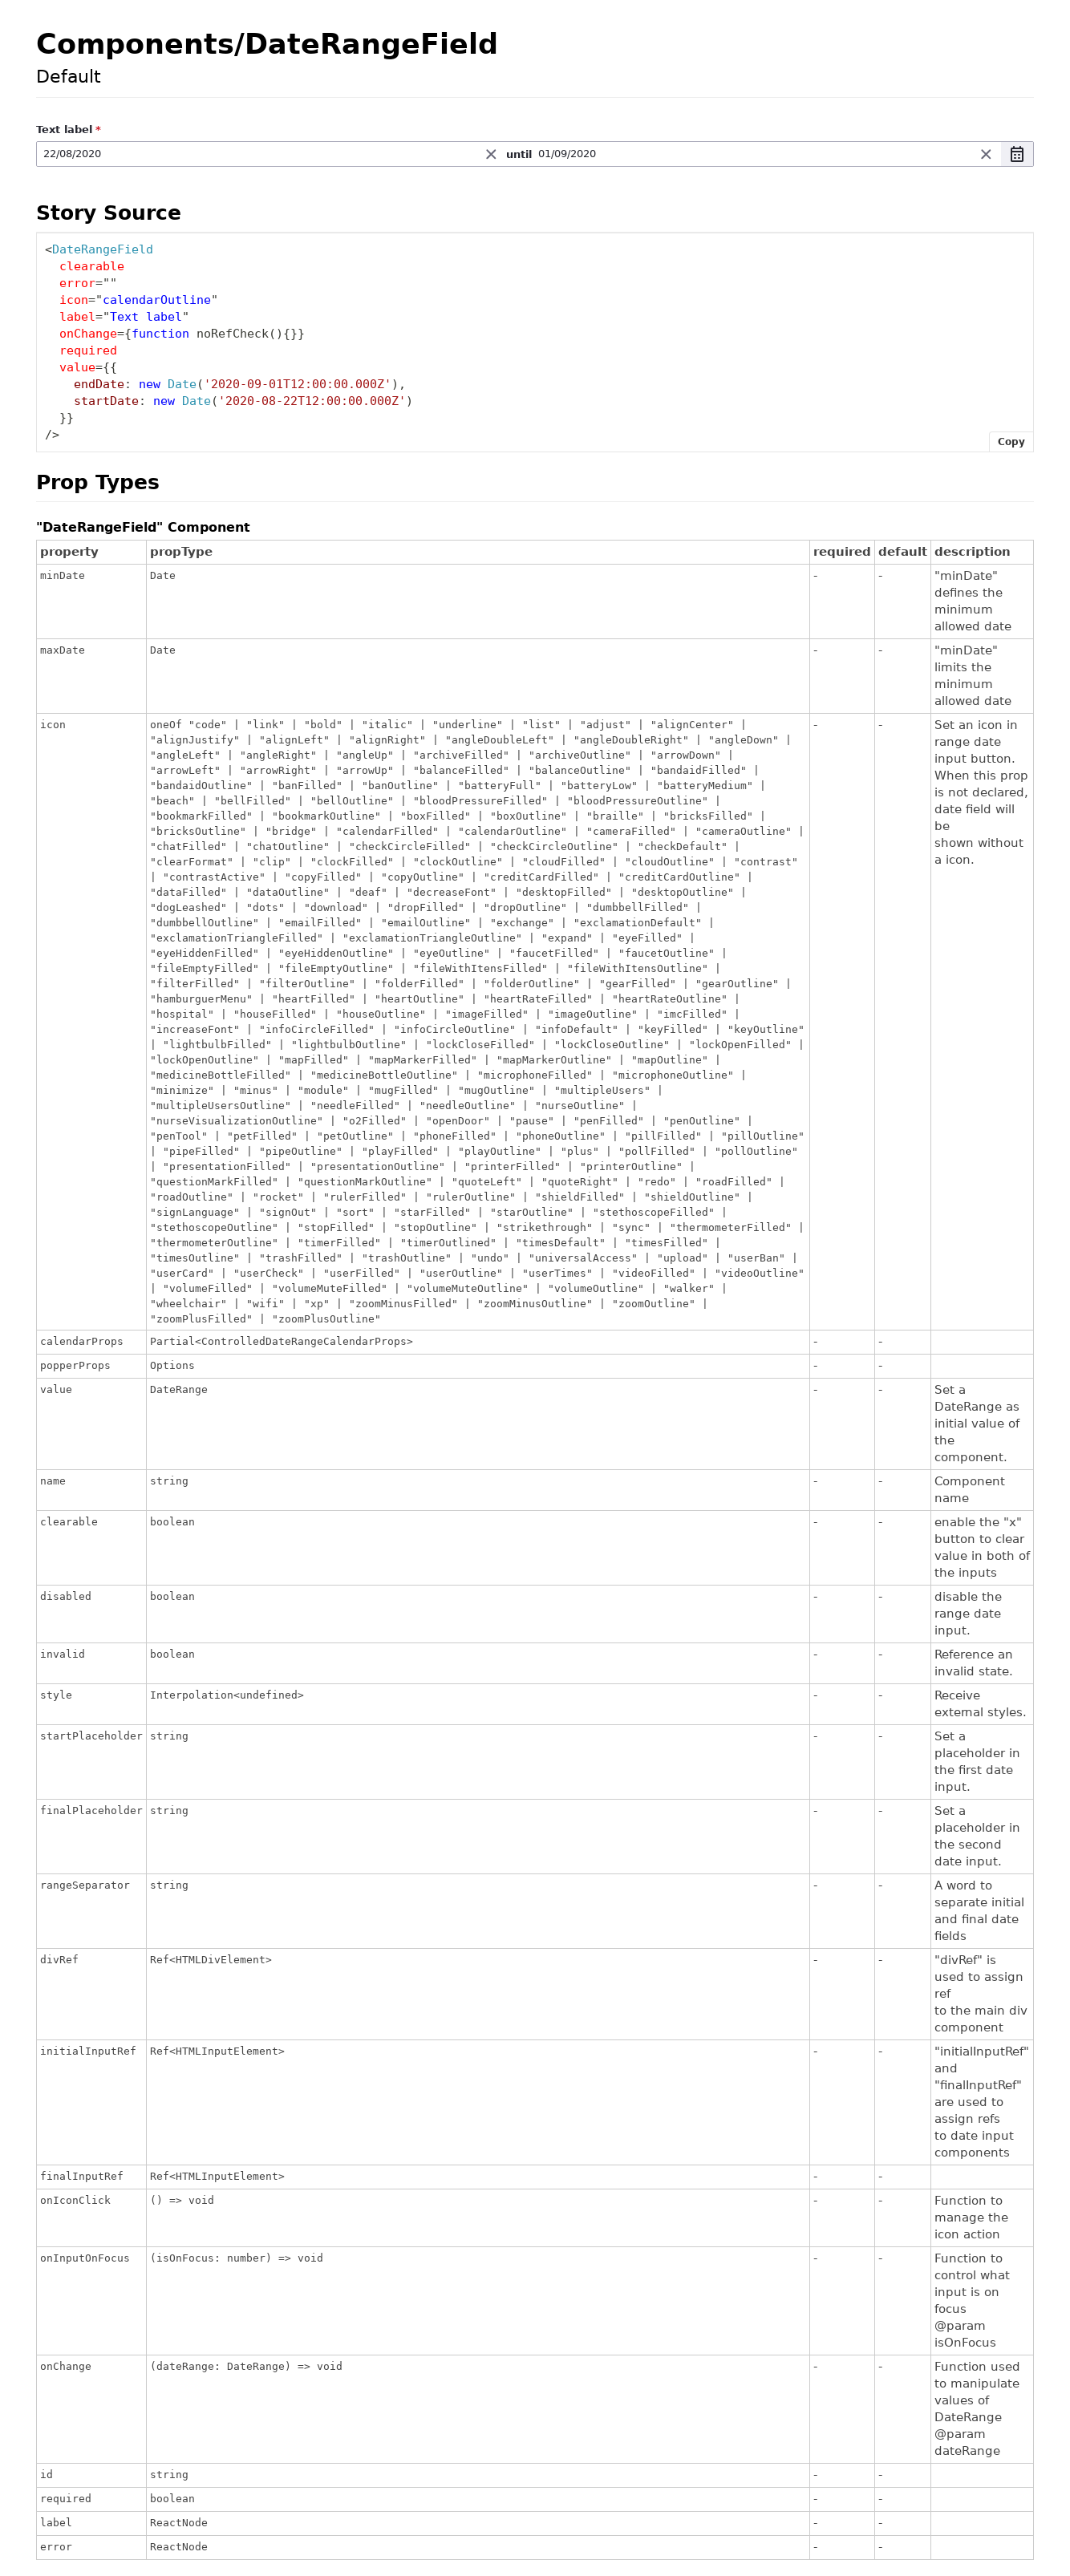 Components/DateRangeField
Default
Text label *
22/08/2020 until 01/09/2020
Story Source
<DateRangeField
clearable
error=""
icon="calendarOutline"
label="Text label"
onChange={function noRefCheck(){}}
required
value={{
endDate: new Date('2020-09-01T12:00:00.000Z'),
startDate: new Date('2020-08-22T12:00:00.000Z')
}}
/>
Copy
Prop Types
"DateRangeField" Component
property propType required default description
minDate Date - - "minDate"
defines the
minimum
allowed date
maxDate Date - - "minDate"
limits the
minimum
allowed date
icon oneOf "code" | "link" | "bold" | "italic" | "underline" | "list" | "adjust" | "alignCenter" | - - Set an icon in
"alignJustify" | "alignLeft" | "alignRight" | "angleDoubleLeft" | "angleDoubleRight" | "angleDown" | range date
"angleLeft" | "angleRight" | "angleUp" | "archiveFilled" | "archiveOutline" | "arrowDown" | input button.
"arrowLeft" | "arrowRight" | "arrowUp" | "balanceFilled" | "balanceOutline" | "bandaidFilled" | When this prop
"bandaidOutline" | "banFilled" | "banOutline" | "batteryFull" | "batteryLow" | "batteryMedium" | is not declared,
"beach" | "bellFilled" | "bellOutline" | "bloodPressureFilled" | "bloodPressureOutline" | date field will
"bookmarkFilled" | "bookmarkOutline" | "boxFilled" | "boxOutline" | "braille" | "bricksFilled" | be
"bricksOutline" | "bridge" | "calendarFilled" | "calendarOutline" | "cameraFilled" | "cameraOutline" | shown without
"chatFilled" | "chatOutline" | "checkCircleFilled" | "checkCircleOutline" | "checkDefault" | a icon.
"clearFormat" | "clip" | "clockFilled" | "clockOutline" | "cloudFilled" | "cloudOutline" | "contrast"
| "contrastActive" | "copyFilled" | "copyOutline" | "creditCardFilled" | "creditCardOutline" |
"dataFilled" | "dataOutline" | "deaf" | "decreaseFont" | "desktopFilled" | "desktopOutline" |
"dogLeashed" | "dots" | "download" | "dropFilled" | "dropOutline" | "dumbbellFilled" |
"dumbbellOutline" | "emailFilled" | "emailOutline" | "exchange" | "exclamationDefault" |
"exclamationTriangleFilled" | "exclamationTriangleOutline" | "expand" | "eyeFilled" |
"eyeHiddenFilled" | "eyeHiddenOutline" | "eyeOutline" | "faucetFilled" | "faucetOutline" |
"fileEmptyFilled" | "fileEmptyOutline" | "fileWithItensFilled" | "fileWithItensOutline" |
"filterFilled" | "filterOutline" | "folderFilled" | "folderOutline" | "gearFilled" | "gearOutline" |
"hamburguerMenu" | "heartFilled" | "heartOutline" | "heartRateFilled" | "heartRateOutline" |
"hospital" | "houseFilled" | "houseOutline" | "imageFilled" | "imageOutline" | "imcFilled" |
"increaseFont" | "infoCircleFilled" | "infoCircleOutline" | "infoDefault" | "keyFilled" | "keyOutline"
| "lightbulbFilled" | "lightbulbOutline" | "lockCloseFilled" | "lockCloseOutline" | "lockOpenFilled" |
"lockOpenOutline" | "mapFilled" | "mapMarkerFilled" | "mapMarkerOutline" | "mapOutline" |
"medicineBottleFilled" | "medicineBottleOutline" | "microphoneFilled" | "microphoneOutline" |
"minimize" | "minus" | "module" | "mugFilled" | "mugOutline" | "multipleUsers" |
"multipleUsersOutline" | "needleFilled" | "needleOutline" | "nurseOutline" |
"nurseVisualizationOutline" | "o2Filled" | "openDoor" | "pause" | "penFilled" | "penOutline" |
"penTool" | "petFilled" | "petOutline" | "phoneFilled" | "phoneOutline" | "pillFilled" | "pillOutline"
| "pipeFilled" | "pipeOutline" | "playFilled" | "playOutline" | "plus" | "pollFilled" | "pollOutline"
| "presentationFilled" | "presentationOutline" | "printerFilled" | "printerOutline" |
"questionMarkFilled" | "questionMarkOutline" | "quoteLeft" | "quoteRight" | "redo" | "roadFilled" |
"roadOutline" | "rocket" | "rulerFilled" | "rulerOutline" | "shieldFilled" | "shieldOutline" |
"signLanguage" | "signOut" | "sort" | "starFilled" | "starOutline" | "stethoscopeFilled" |
"stethoscopeOutline" | "stopFilled" | "stopOutline" | "strikethrough" | "sync" | "thermometerFilled" |
"thermometerOutline" | "timerFilled" | "timerOutlined" | "timesDefault" | "timesFilled" |
"timesOutline" | "trashFilled" | "trashOutline" | "undo" | "universalAccess" | "upload" | "userBan" |
"userCard" | "userCheck" | "userFilled" | "userOutline" | "userTimes" | "videoFilled" | "videoOutline"
| "volumeFilled" | "volumeMuteFilled" | "volumeMuteOutline" | "volumeOutline" | "walker" |
"wheelchair" | "wifi" | "xp" | "zoomMinusFilled" | "zoomMinusOutline" | "zoomOutline" |
"zoomPlusFilled" | "zoomPlusOutline"
calendarProps Partial<ControlledDateRangeCalendarProps> - -
popperProps Options - -
value DateRange - - Set a
DateRange as
initial value of
the
component.
name string - - Component
name
clearable boolean - - enable the "x"
button to clear
value in both of
the inputs
disabled boolean - - disable the
range date
input.
invalid boolean - - Reference an
invalid state.
style Interpolation<undefined> - - Receive
external styles.
startPlaceholder string - - Set a
placeholder in
the first date
input.
finalPlaceholder string - - Set a
placeholder in
the second
date input.
rangeSeparator string - - A word to
separate initial
and final date
fields
divRef Ref<HTMLDivElement> - - "divRef" is
used to assign
ref
to the main div
component
initialInputRef Ref<HTMLInputElement> - - "initialInputRef"
and
"finalInputRef"
are used to
assign refs
to date input
components
finalInputRef Ref<HTMLInputElement> - -
onIconClick () => void - - Function to
manage the
icon action
onInputOnFocus (isOnFocus: number) => void - - Function to
control what
input is on
focus
@param
isOnFocus
onChange (dateRange: DateRange) => void - - Function used
to manipulate
values of
DateRange
@param
dateRange
id string - -
required boolean - -
label ReactNode - -
error ReactNode - -